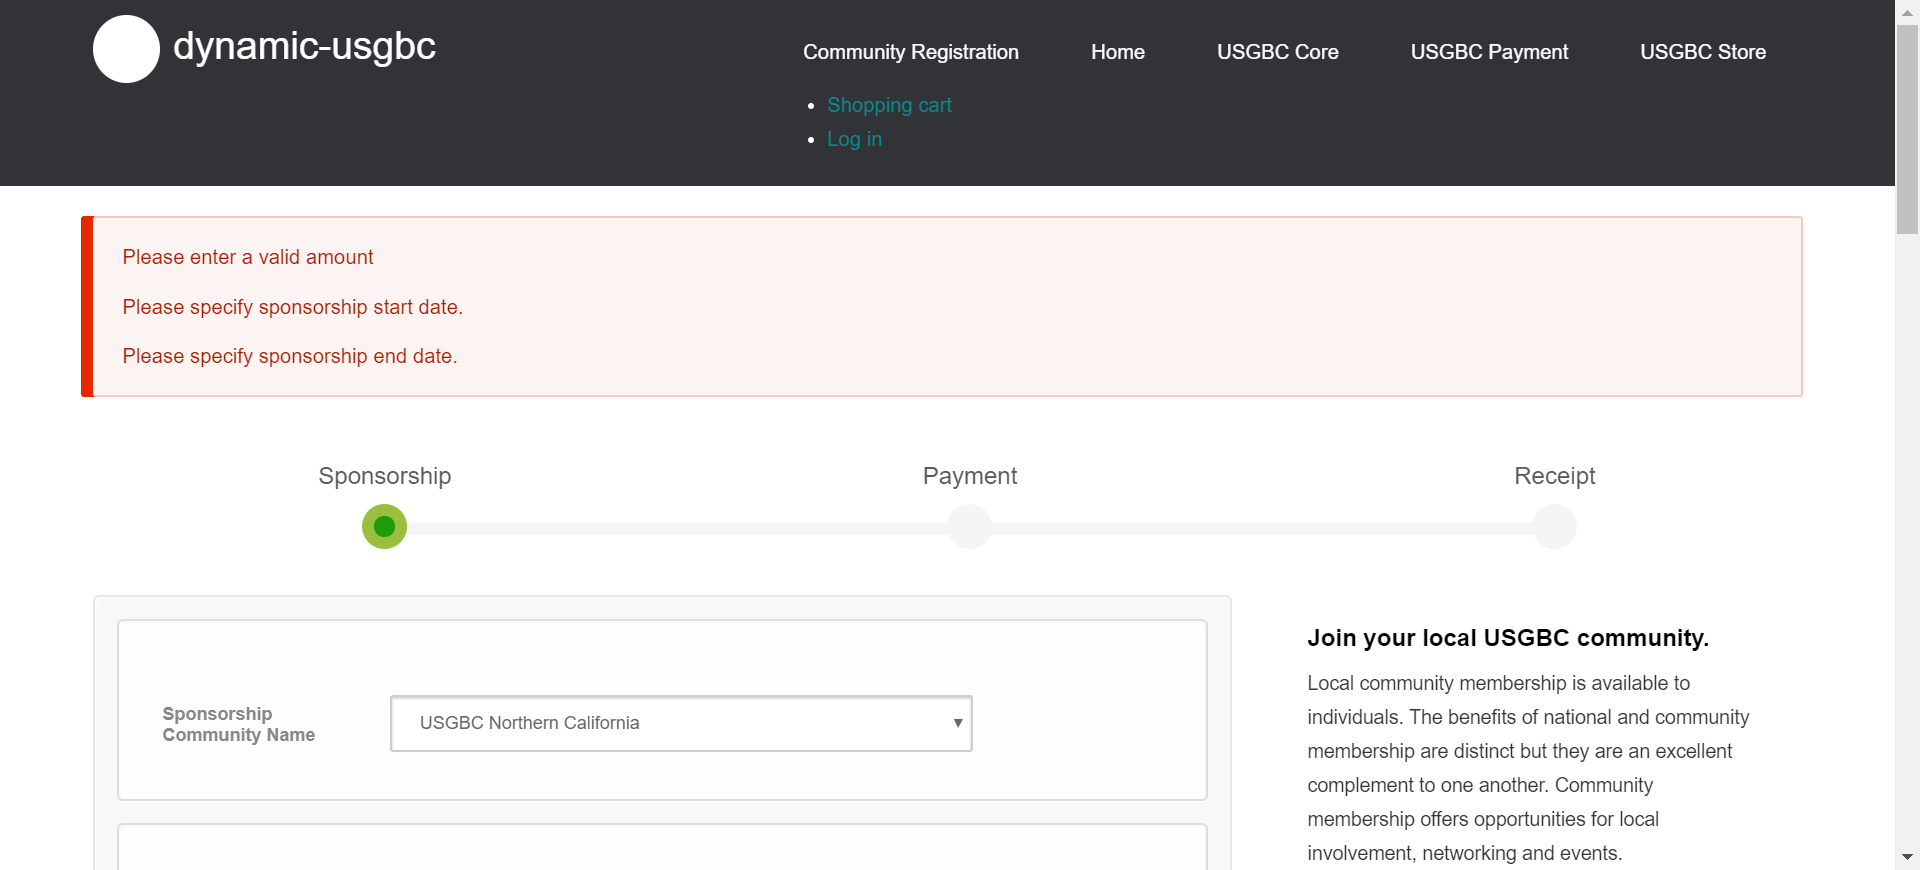 dynamic-usgbc
Community Registration
Home
USGBC Core
USGBC Payment
USGBC Store
Shopping cart
Log in
Please enter a valid amount
Please specify sponsorship start date.
Please specify sponsorship end date.
Sponsorship
Payment
Receipt
Sponsorship
Community Name
USGBC Northern California
Join your local USGBC community.
Local community membership is available to
individuals. The benefits of national and community
membership are distinct but they are an excellent
complement to one another. Community
membership offers opportunities for local
involvement, networking and events.